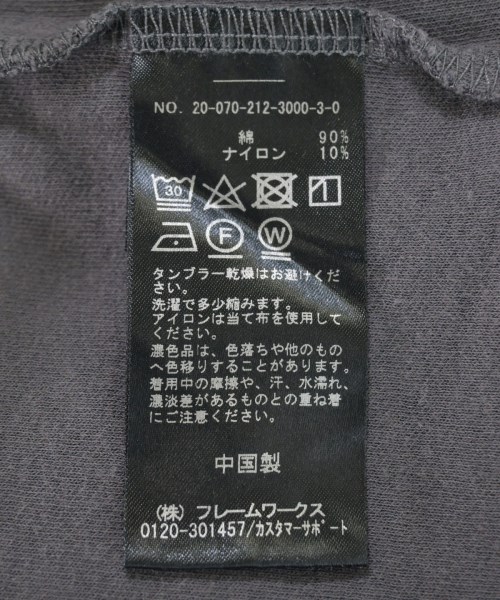 NO. 20-070-212-3000-3-0
綿 90%
ナイロン 10%
30
F W
タンブラー乾燥はお避けくだ
さい。
洗濯で多少縮みます。
アイロンは当て布を使用して
ください。
濃色品は、色落ちや他のもの
へ色移りすることがあります。
着用中の摩擦や、汗、水濡れ、
濃淡差があるものとの重ね着
にご注意ください。
中国製
(株) フレームワークス
0120-301457/カスタマーサポート